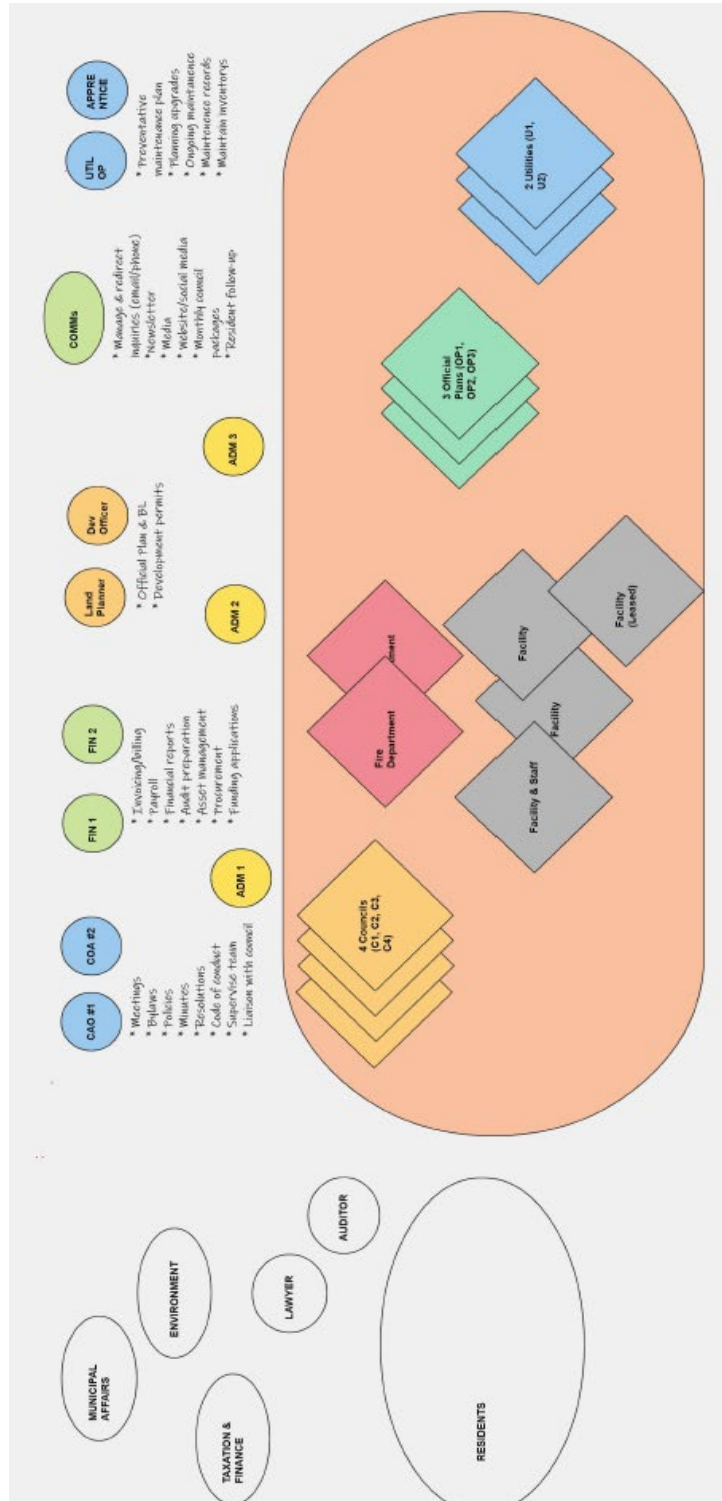 MUNICIPAL
AFFAIRS
ENVIRONMENT
TAXATION &
FINANCE
LAWYER
AUDITOR
RESIDENTS
CAO #1
COA #2
* Meetings
* Bylaws
* Policies
* Minutes
* Resolutions
* Code of conduct
* Supervise team
* Liaison with council
ADM 1
FIN 1
FIN 2
* Invoicing/billing
* Payroll
* Financial reports
* Audit preparation
* Asset management
* Procurement
* Funding applications
Land
Planner
Dev
Officer
* Official Plan & BL
* Development permits
ADM 2
ADM 3
COMMs
* Manage & redirect
inquiries (email/phone)
*Newsletter
* Media
* Website/social media
* Monthly council
packages
*Resident follow-up
UTIL
OP
APPRE
NTICE
* Preventative
maintenance plan
* Planning upgrades
* Ongoing maintanence
* Maintenence records
* Maintain inventorys
4 Councils
(C1, C2, C3,
C4)
Fire
Department
ment
Facility & Staff
Facility
Facility
Facility
(Leased)
3 Official
Plans (OP1,
OP2, OP3)
2 Utilities (U1,
U2)